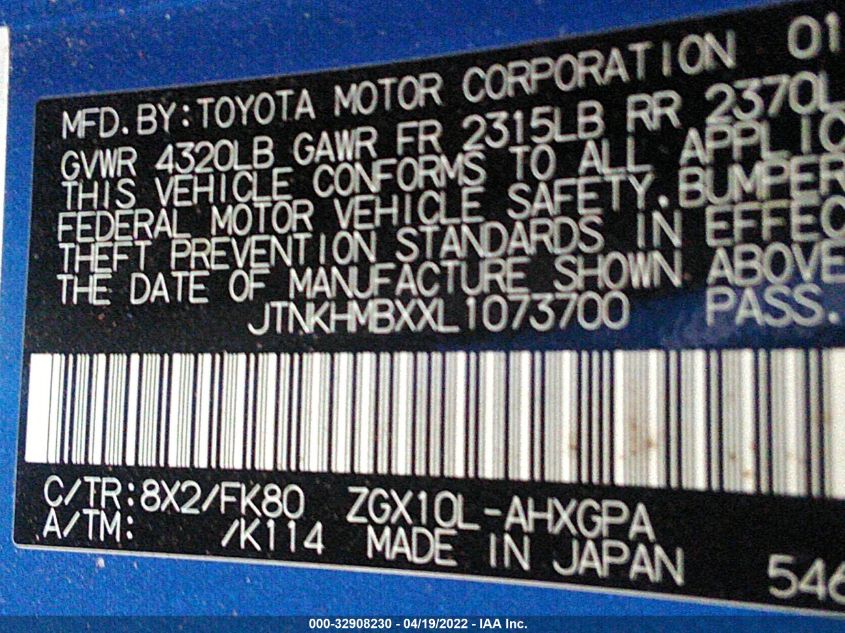 MFD.BY:TOYOTA MOTOR CORPORATION 01
GVWR 4320LB GAWR FR 2315LB RR 2370L
THIS VEHICLE CONFORMS TO ALL APPLIC
FEDERAL MOTOR VEHICLE SAFETY.BUMPER
THEFT PREVENTION STANDARDS IN EFFEC
THE DATE OF MANUFACTURE SHOWN ABOVE
JTNKHMBXXL1073700 PASS.
C/TR:8X2/FK80 ZGX10L-AHXGPA
A/TM: /K114 MADE IN JAPAN 546
000-32908230 - 04/19/2022 - IAA Inc.